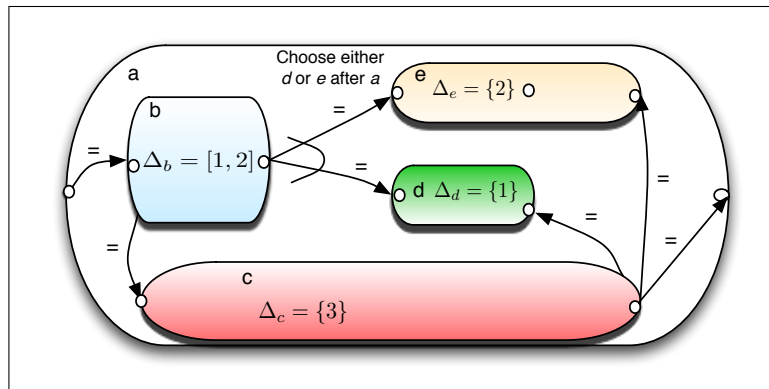 Choose either
d or e after a
a
e
Δ_e = {2}
b
=
=
Δ_b = [1, 2]
=
d Δ_d = {1}
=
=
=
=
c
Δ_c = {3}